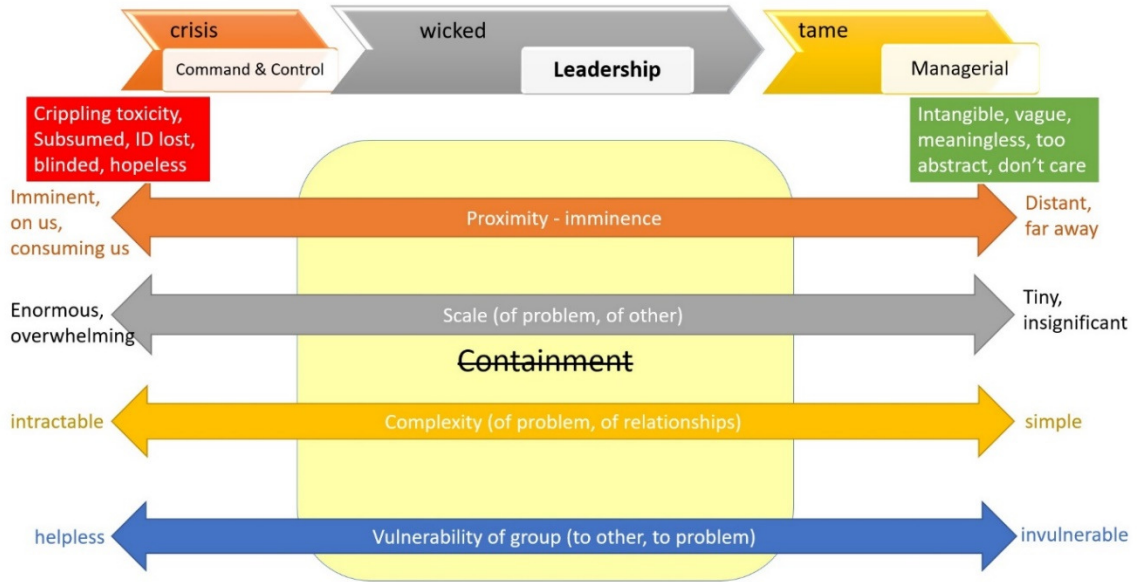 crisis
Command & Control
wicked
Leadership
tame
Managerial
Crippling toxicity,
Subsumed, ID lost,
blinded, hopeless
Intangible, vague,
meaningless, too
abstract, don't care
Imminent,
on us,
consuming us
Proximity - imminence
Distant,
far away
Enormous,
overwhelming
Scale (of problem, of other)
Tiny,
insignificant
Containment
intractable
Complexity (of problem, of relationships)
simple
helpless
Vulnerability of group (to other, to problem)
invulnerable